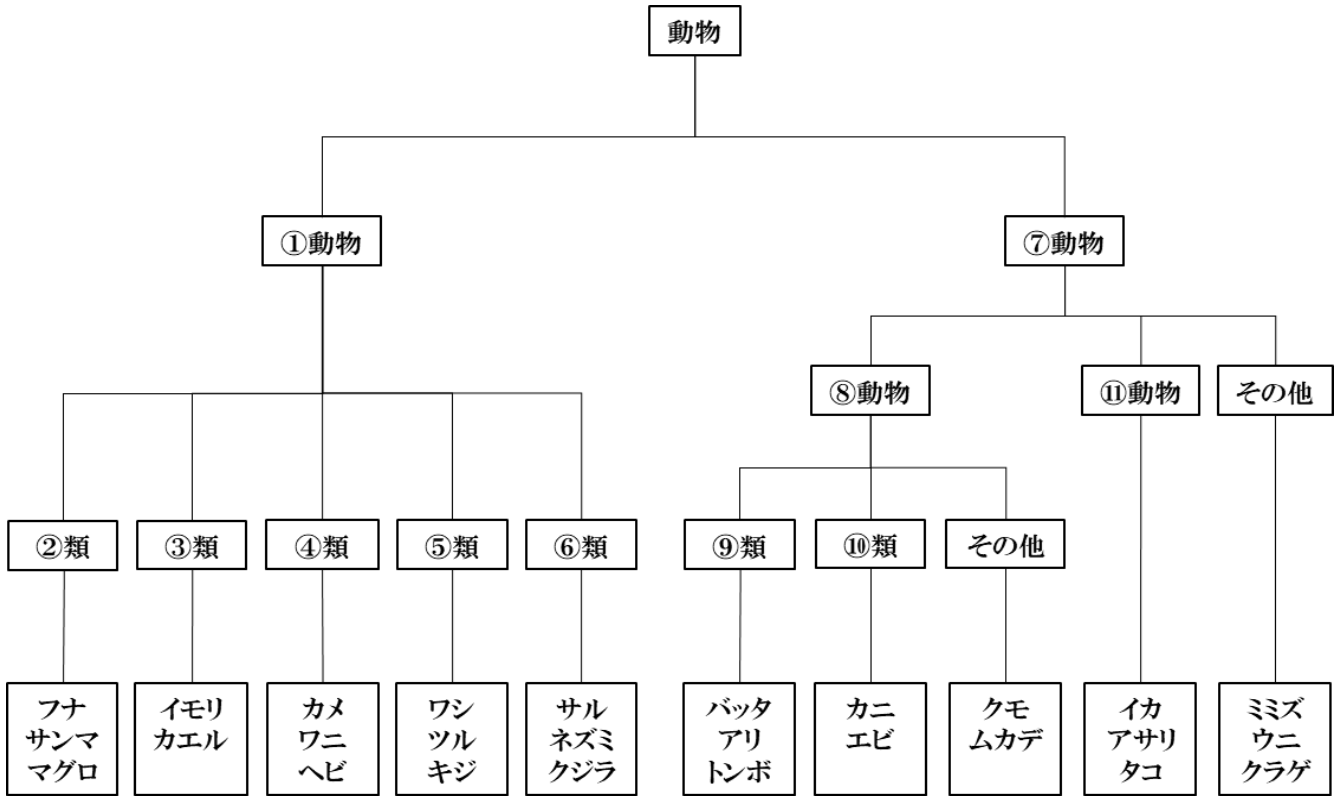 動物
①動物
⑦動物
⑧動物
⑪動物
その他
②類
③類
④類
⑤類
⑥類
⑨類
⑩類
その他
フナ
サンマ
マグロ
イモリ
カエル
カメ
ワニ
ヘビ
ワシ
ツル
キジ
サル
ネズミ
クジラ
バッタ
アリ
トンボ
カニ
エビ
クモ
ムカデ
イカ
アサリ
タコ
ミミズ
ウニ
クラゲ